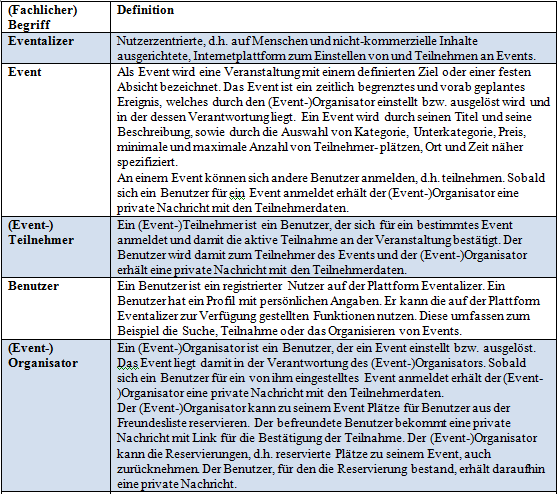 (Fachlicher)
Begriff
Definition
Eventalizer
Nutzerzentrierte, d.h. auf Menschen und nicht-kommerzielle Inhalte
ausgerichtete, Internetplattform zum Einstellen von und Teilnehmen an Events.
Event
Als Event wird eine Veranstaltung mit einem definierten Ziel oder einer festen
Absicht bezeichnet. Das Event ist ein zeitlich begrenztes und vorab geplantes
Ereignis, welches durch den (Event-)Organisator einstellt bzw. ausgelöst wird und
in der dessen Verantwortung liegt. Ein Event wird durch seinen Titel und seine
Beschreibung, sowie durch die Auswahl von Kategorie, Unterkategorie, Preis,
minimale und maximale Anzahl von Teilnehmer- plätzen, Ort und Zeit näher
spezifiziert.
An einem Event können sich andere Benutzer anmelden, d.h. teilnehmen. Sobald
sich ein Benutzer für ein Event anmeldet erhält der (Event-)Organisator eine
private Nachricht mit den Teilnehmerdaten.
(Event-)
Teilnehmer
Ein (Event-)Teilnehmer ist ein Benutzer, der sich für ein bestimmtes Event
anmeldet und damit die aktive Teilnahme an der Veranstaltung bestätigt. Der
Benutzer wird damit zum Teilnehmer des Events und der (Event-)Organisator
erhält eine private Nachricht mit den Teilnehmerdaten.
Benutzer
Ein Benutzer ist ein registrierter Nutzer auf der Plattform Eventalizer. Ein
Benutzer hat ein Profil mit persönlichen Angaben. Er kann die auf der Plattform
Eventalizer zur Verfügung gestellten Funktionen nutzen. Diese umfassen zum
Beispiel die Suche, Teilnahme oder das Organisieren von Events.
(Event-)
Organisator
Ein (Event-)Organisator ist ein Benutzer, der ein Event einstellt bzw. ausgelöst.
Das Event liegt damit in der Verantwortung des (Event-)Organisators. Sobald
sich ein Benutzer für ein von ihm eingestelltes Event anmeldet erhält der (Event-
)Organisator eine private Nachricht mit den Teilnehmerdaten.
Der (Event-)Organisator kann zu seinem Event Plätze für Benutzer aus der
Freundesliste reservieren. Der befreundete Benutzer bekommt eine private
Nachricht mit Link für die Bestätigung der Teilnahme. Der (Event-)Organisator
kann die Reservierungen, d.h. reservierte Plätze zu seinem Event, auch
zurücknehmen. Der Benutzer, für den die Reservierung bestand, erhält daraufhin
eine private Nachricht.